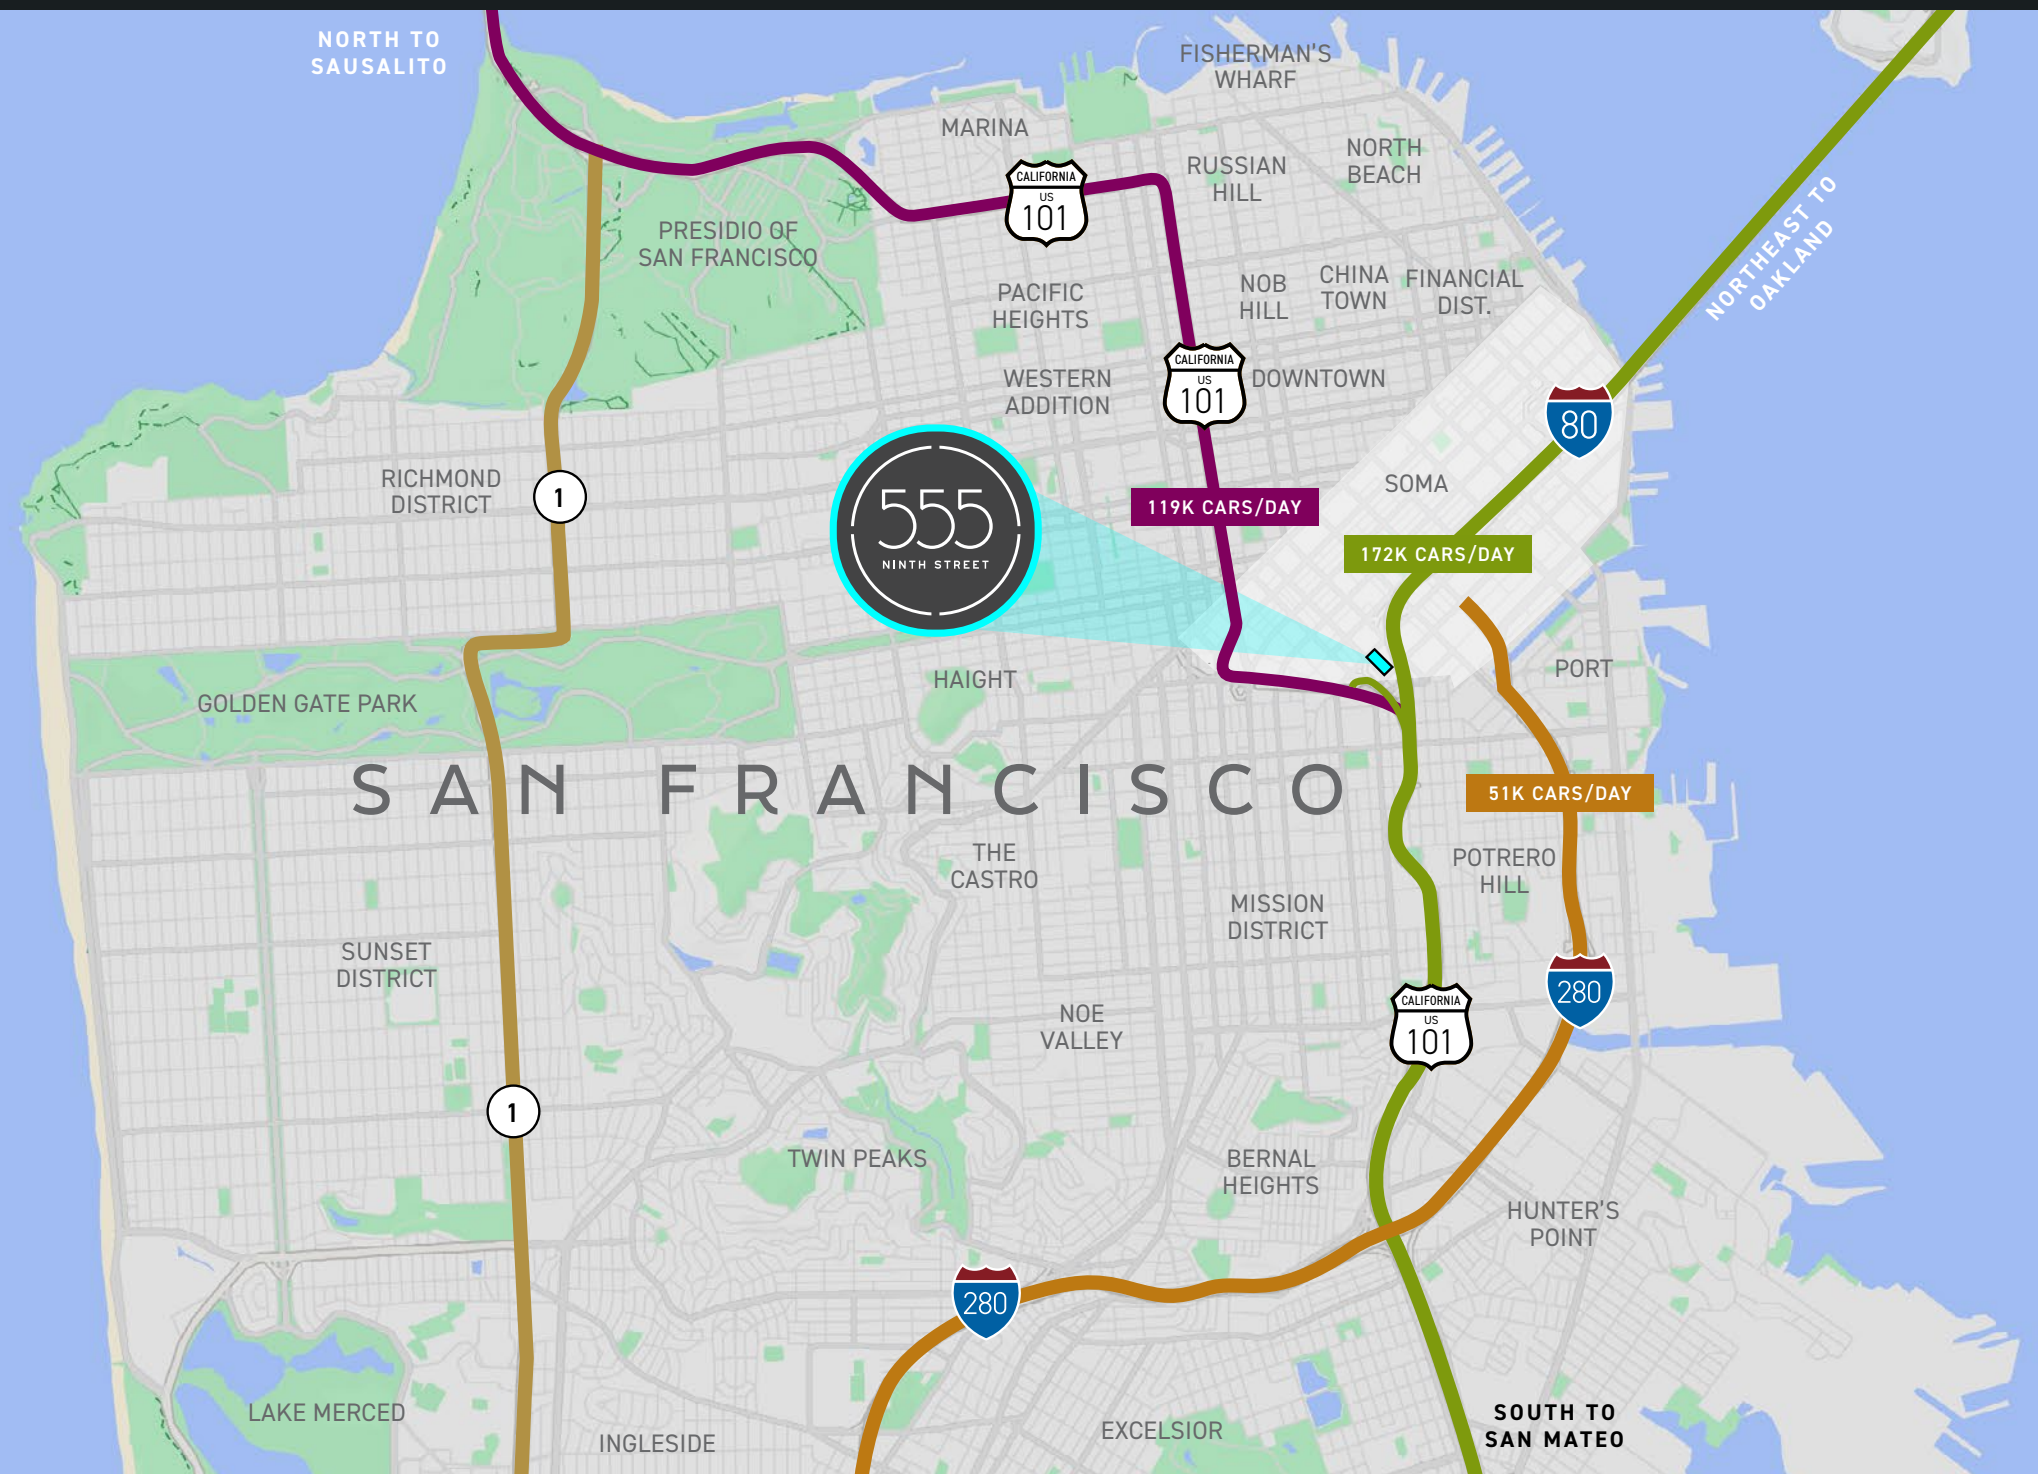 NORTH TO
SAUSALITO
FISHERMAN'S
WHARF
MARINA
CALIFORNIA
US
101
RUSSIAN
HILL
NORTH
BEACH
NORTHEAST TO
OAKLAND
PRESIDIO OF
SAN FRANCISCO
PACIFIC
HEIGHTS
NOB
HILL
CHINA
TOWN
FINANCIAL
DIST.
WESTERN
ADDITION
CALIFORNIA
US
101
DOWNTOWN
80
RICHMOND
DISTRICT
1
555
NINTH STREET
119K CARS/DAY
SOMA
172K CARS/DAY
GOLDEN GATE PARK
HAIGHT
PORT
SAN FRANCISCO
51K CARS/DAY
THE
CASTRO
POTRERO
HILL
MISSION
DISTRICT
SUNSET
DISTRICT
NOE
VALLEY
CALIFORNIA
US
101
280
1
TWIN PEAKS
BERNAL
HEIGHTS
HUNTER'S
POINT
280
LAKE MERCED
INGLESIDE
EXCELSIOR
SOUTH TO
SAN MATEO